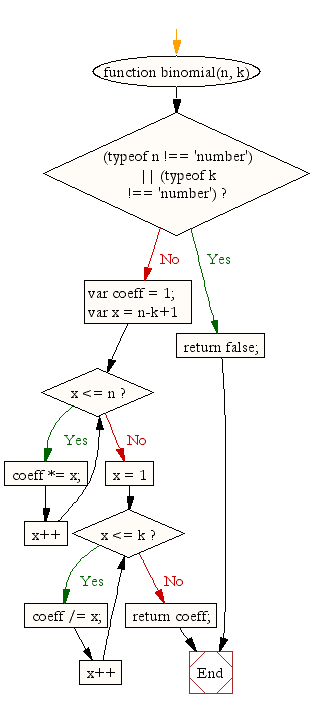 function binomial(n, k)
(typeof n !== 'number')
|| (typeof k
!== 'number') ?
No
Yes
var coeff = 1;
var x = n-k+1
return false;
x <= n ?
Yes
No
coeff *= x;
x = 1
x++
x <= k ?
Yes
No
coeff /= x;
return coeff;
x++
End